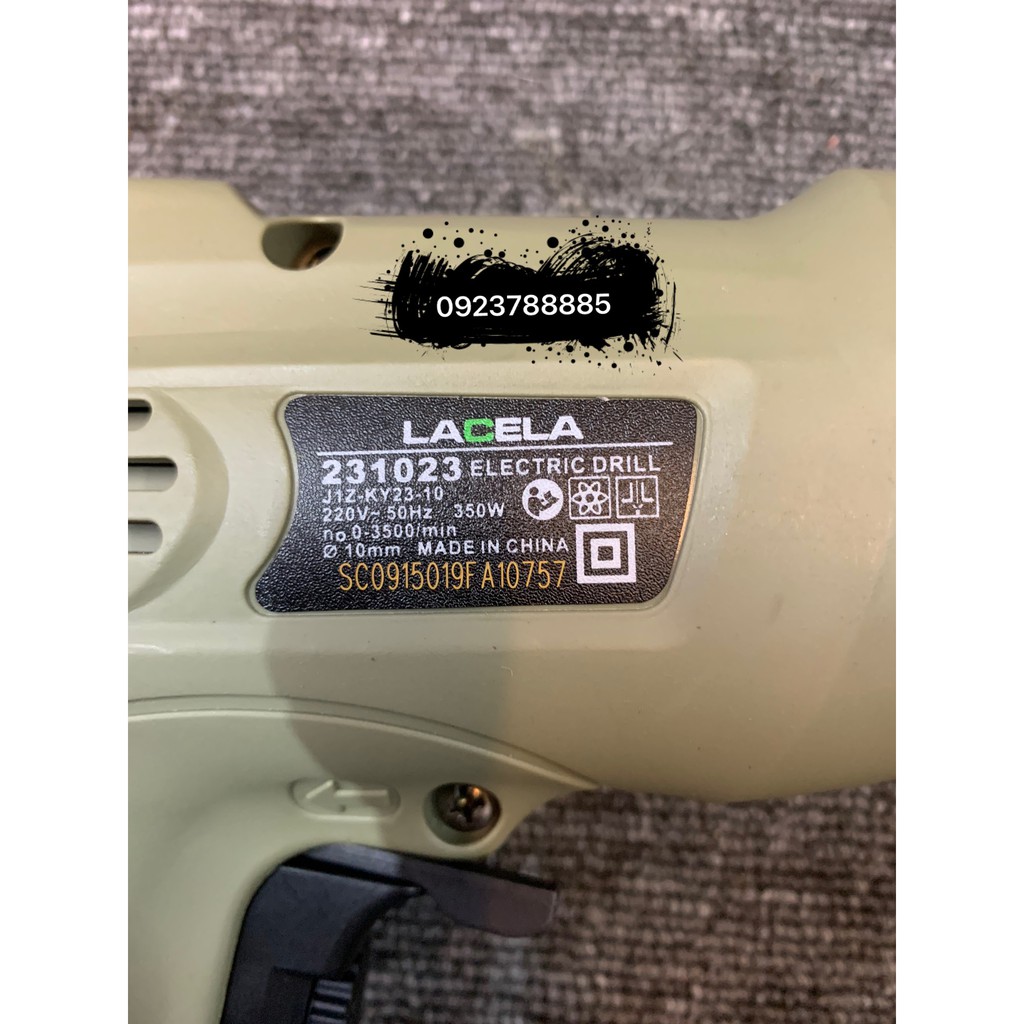 0923788885
LACELA
231023 ELECTRIC DRILL
J1Z-KY23-10
220V~50Hz 350W
no 0-3500/min
Ø 10mm MADE IN CHINA
SC0915019FA10757